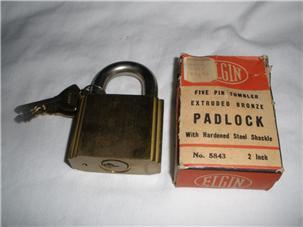 ELGIN
FIVE PIN TUMBLER
EXTRUDED BRONZE
PADLOCK
With Hardened Steel Shackle
No. 5843 2 Inch
ELGIN